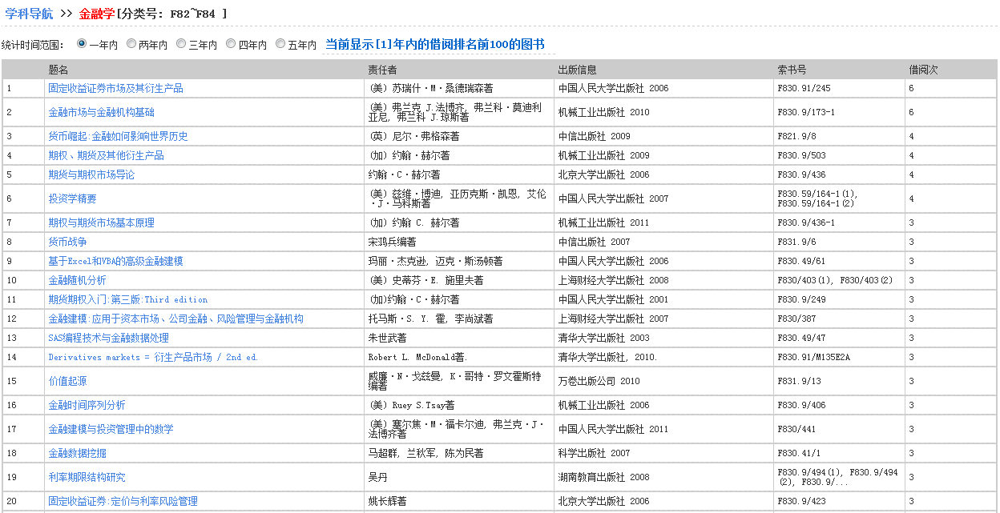 学科导航 >> 金融学[分类号: F82~F84 ]
统计时间范围: 一年内 两年内 三年内 四年内 五年内 当前显示[1]年内的借阅排名前100的图书
题名 责任者 出版信息 索书号 借阅次
1 固定收益证券市场及其衍生产品 (美) 苏瑞什·M·桑德瑞森著 中国人民大学出版社 2006 F830.91/245 6
2 金融市场与金融机构基础 (美) 弗兰克 J.法博齐, 弗兰科·莫迪利亚尼, 弗兰科 J.琼斯著 机械工业出版社 2010 F830.9/173-1 6
3 货币崛起:金融如何影响世界历史 (英) 尼尔·弗格森著 中信出版社 2009 F821.9/8 4
4 期权、期货及其他衍生产品 (加) 约翰·赫尔著 机械工业出版社 2009 F830.9/503 4
5 期货与期权市场导论 约翰·C·赫尔著 北京大学出版社 2006 F830.9/436 4
6 投资学精要 (美) 兹维·博迪, 亚历克斯·凯恩, 艾伦·J·马科斯著 中国人民大学出版社 2007 F830.59/164-1(1), F830.59/164-1(2) 4
7 期权与期货市场基本原理 (加) 约翰 C. 赫尔著 机械工业出版社 2011 F830.9/436-1 3
8 货币战争 宋鸿兵编著 中信出版社 2007 F831.9/6 3
9 基于Excel和VBA的高级金融建模 玛丽·杰克逊, 迈克·斯汤顿著 中国人民大学出版社 2006 F830.49/61 3
10 金融随机分析 (美) 史蒂芬·E. 施里夫著 上海财经大学出版社 2008 F830/403(1), F830/403(2) 3
11 期货期权入门:第三版:Third edition (加)约翰·C·赫尔著 中国人民大学出版社 2001 F830.9/249 3
12 金融建模:应用于资本市场、公司金融、风险管理与金融机构 托马斯·S. Y. 霍, 李尚斌著 上海财经大学出版社 2007 F830/387 3
13 SAS编程技术与金融数据处理 朱世武著 清华大学出版社 2003 F830.49/47 3
14 Derivatives markets = 衍生产品市场 / 2nd ed. Robert L. McDonald著. 清华大学出版社, 2010. F830.91/M135E2A 3
15 价值起源 威廉·N·戈兹曼, K·哥特·罗文霍斯特编著 万卷出版公司 2010 F831.9/13 3
16 金融时间序列分析 (美) Ruey S.Tsay著 机械工业出版社 2006 F830.9/406 3
17 金融建模与投资管理中的数学 (美) 塞尔焦·M·福卡尔迪, 弗兰克·J·法博齐著 中国人民大学出版社 2011 F830/441 3
18 金融数据挖掘 马超群, 兰秋军, 陈为民著 科学出版社 2007 F830.41/1 3
19 利率期限结构研究 吴丹 湖南教育出版社 2008 F830.9/494(1), F830.9/494(2), F830.9/... 3
20 固定收益证券:定价与利率风险管理 姚长辉著 北京大学出版社 2006 F830.9/423 3